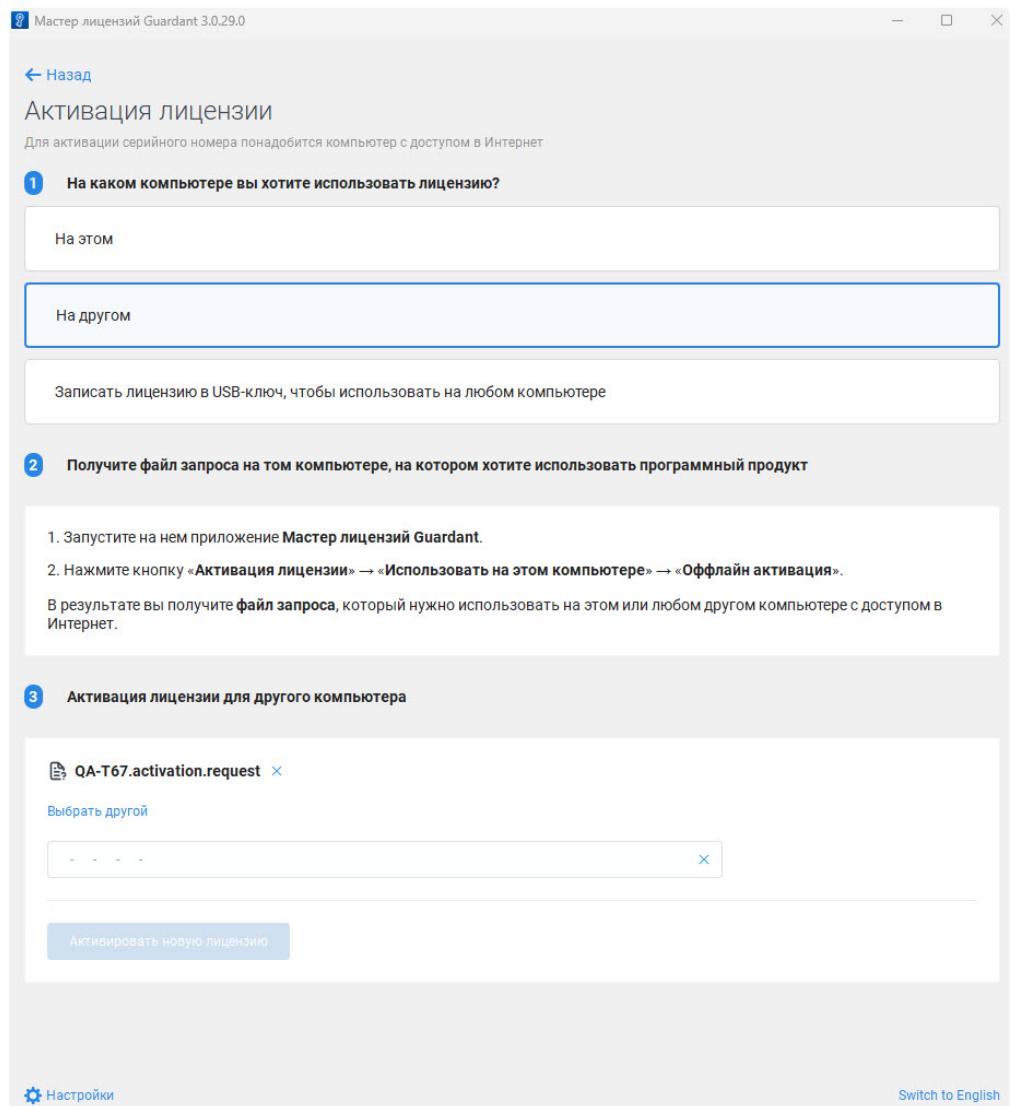 Мастер лицензий Guardant 3.0.29.0
Назад
Активация лицензии
Для активации серийного номера понадобится компьютер с доступом в Интернет
1 На каком компьютере вы хотите использовать лицензию?
На этом
На другом
Записать лицензию в USB-ключ, чтобы использовать на любом компьютере
2 Получите файл запроса на том компьютере, на котором хотите использовать программный продукт
1. Запустите на нем приложение Мастер лицензий Guardant.
2. Нажмите кнопку «Активация лицензии» → «Использовать на этом компьютере» → «Оффлайн активация».
В результате вы получите файл запроса, который нужно использовать на этом или любом другом компьютере с доступом в
Интернет.
3 Активация лицензии для другого компьютера
QA-T67.activation.request
Выбрать другой
- - - -
Активировать новую лицензию
Настройки
Switch to English